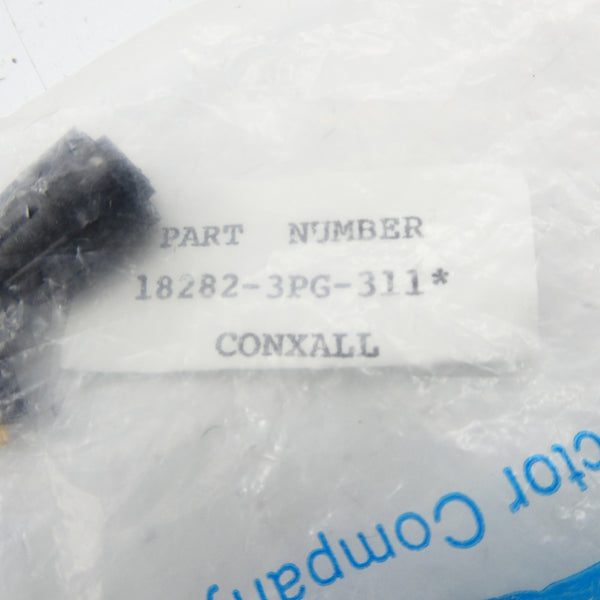 PART NUMBER
18282-3PG-311*
CONXALL
ctor Company